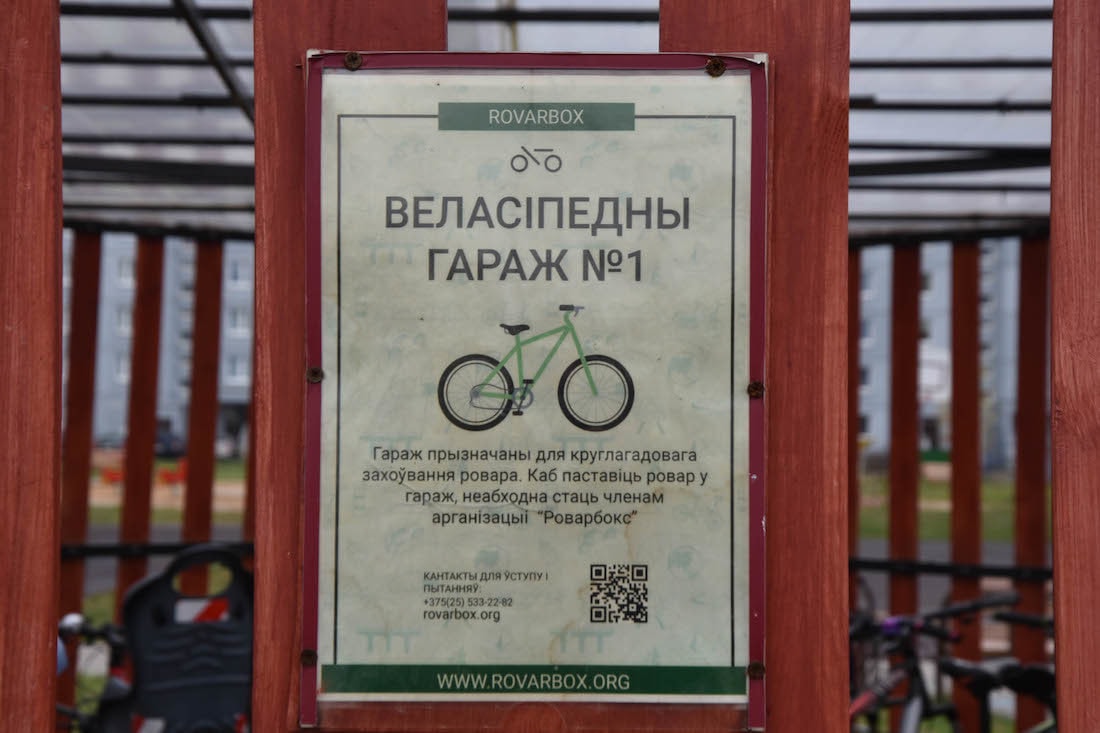 ROVARBOX
ВЕЛАСІПЕДНЫ
ГАРАЖ №1
Гараж прызначаны для круглагадовага
захоўвання ровара. Каб паставіць ровар у
гараж, неабходна стаць членам
арганізацыі "Роварбокс"
КАНТАКТЫ ДЛЯ ЎСТУПУ І
ПЫТАННЯЎ:
+375(25) 533-22-82
rovarbox.org
WWW.ROVARBOX.ORG